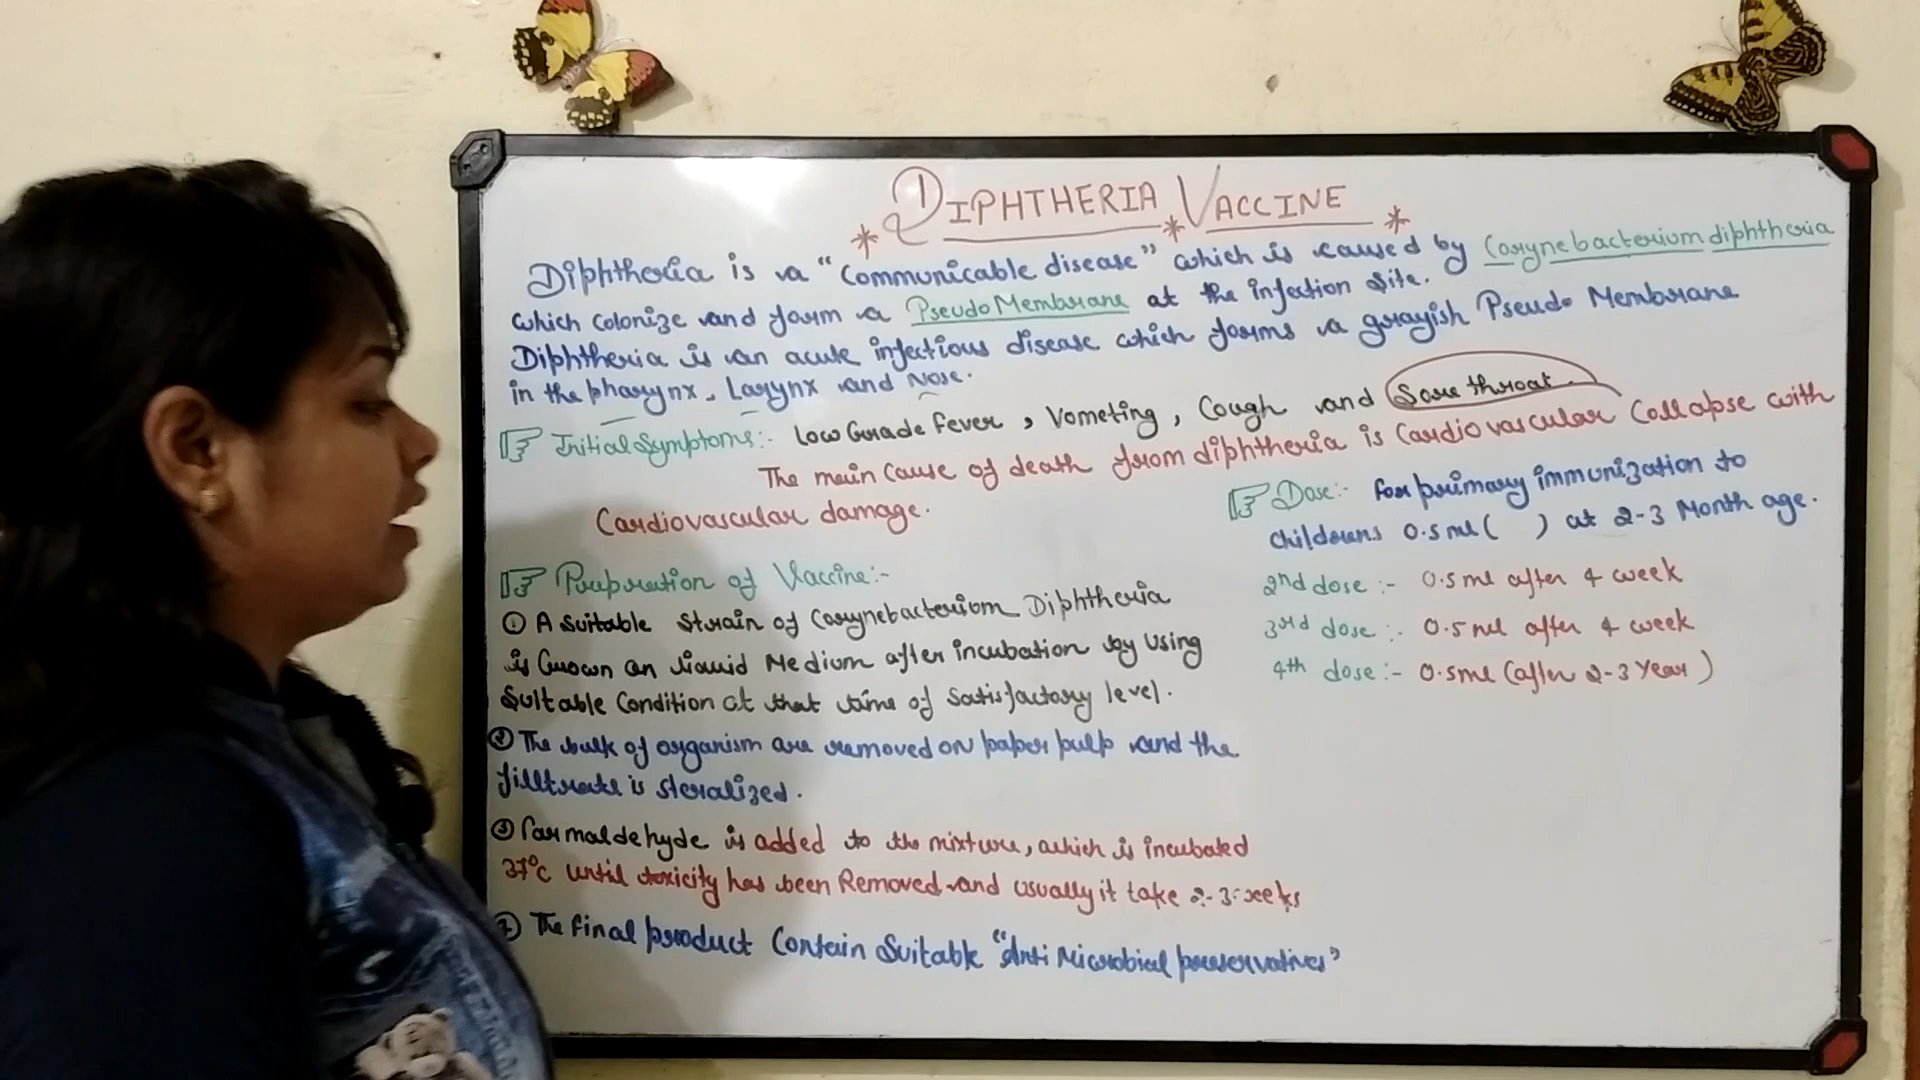 DIPHTHERIA VACCINE
Diphtheria is a "Communicable disease" which is caused by Corynebacterium diphtheria
which colonize and form a Pseudo Membrane at the infection site.
Diphtheria is an acute infectious disease which forms a grayish Pseudo Membrane
in the pharynx, Larynx and Nose.
Initial Symptoms:- Low Grade Fever, Vometing, Cough and Sore throat
The main Cause of death from diphtheria is Cardiovascular Collapse with
Cardiovascular damage.
Preparation of Vaccine:-
① A Suitable Strain of Corynebacterium Diphtheria
is Grown on liquid Medium after incubation by Using
Suitable Condition at that time of Satisfactory level.
② The bulk of organism are removed on paper pulp and the
filltrate is steralized.
③ Formaldehyde is added to the mixture, which is incubated
37°C until toxicity has been Removed and usually it take 2-3 weeks
④ The final product Contain Suitable "Anti Microbial preservatives"
Dose:- For primary immunization to
childrens 0.5 ml ( ) at 2-3 Month age.
2nd dose:- 0.5 ml after 4 week
3rd dose:- 0.5 ml after 4 week
4th dose:- 0.5ml (after 2-3 Year)